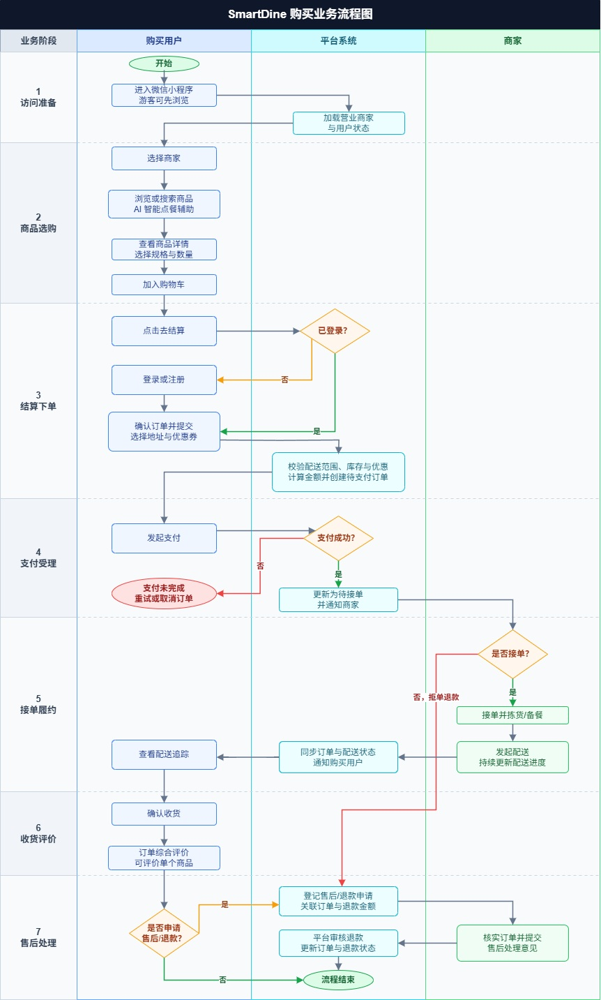 SmartDine 购买业务流程图
业务阶段
购买用户
平台系统
商家
1
访问准备
开始
进入微信小程序
游客可先浏览
加载营业商家
与用户状态
2
商品选购
选择商家
浏览或搜索商品
AI 智能点餐辅助
查看商品详情
选择规格与数量
加入购物车
3
结算下单
点击去结算
已登录?
否
登录或注册
是
确认订单并提交
选择地址与优惠券
校验配送范围、库存与优惠
计算金额并创建待支付订单
4
支付受理
发起支付
支付成功?
否
是
支付未完成
重试或取消订单
更新为待接单
并通知商家
5
接单履约
是否接单?
是
否，拒单退款
接单并拣货/备餐
发起配送
持续更新配送进度
同步订单与配送状态
通知购买用户
查看配送追踪
6
收货评价
确认收货
订单综合评价
可评价单个商品
7
售后处理
是否申请
售后/退款?
是
登记售后/退款申请
关联订单与退款金额
核实订单并提交
售后处理意见
平台审核退款
更新订单与退款状态
否
流程结束